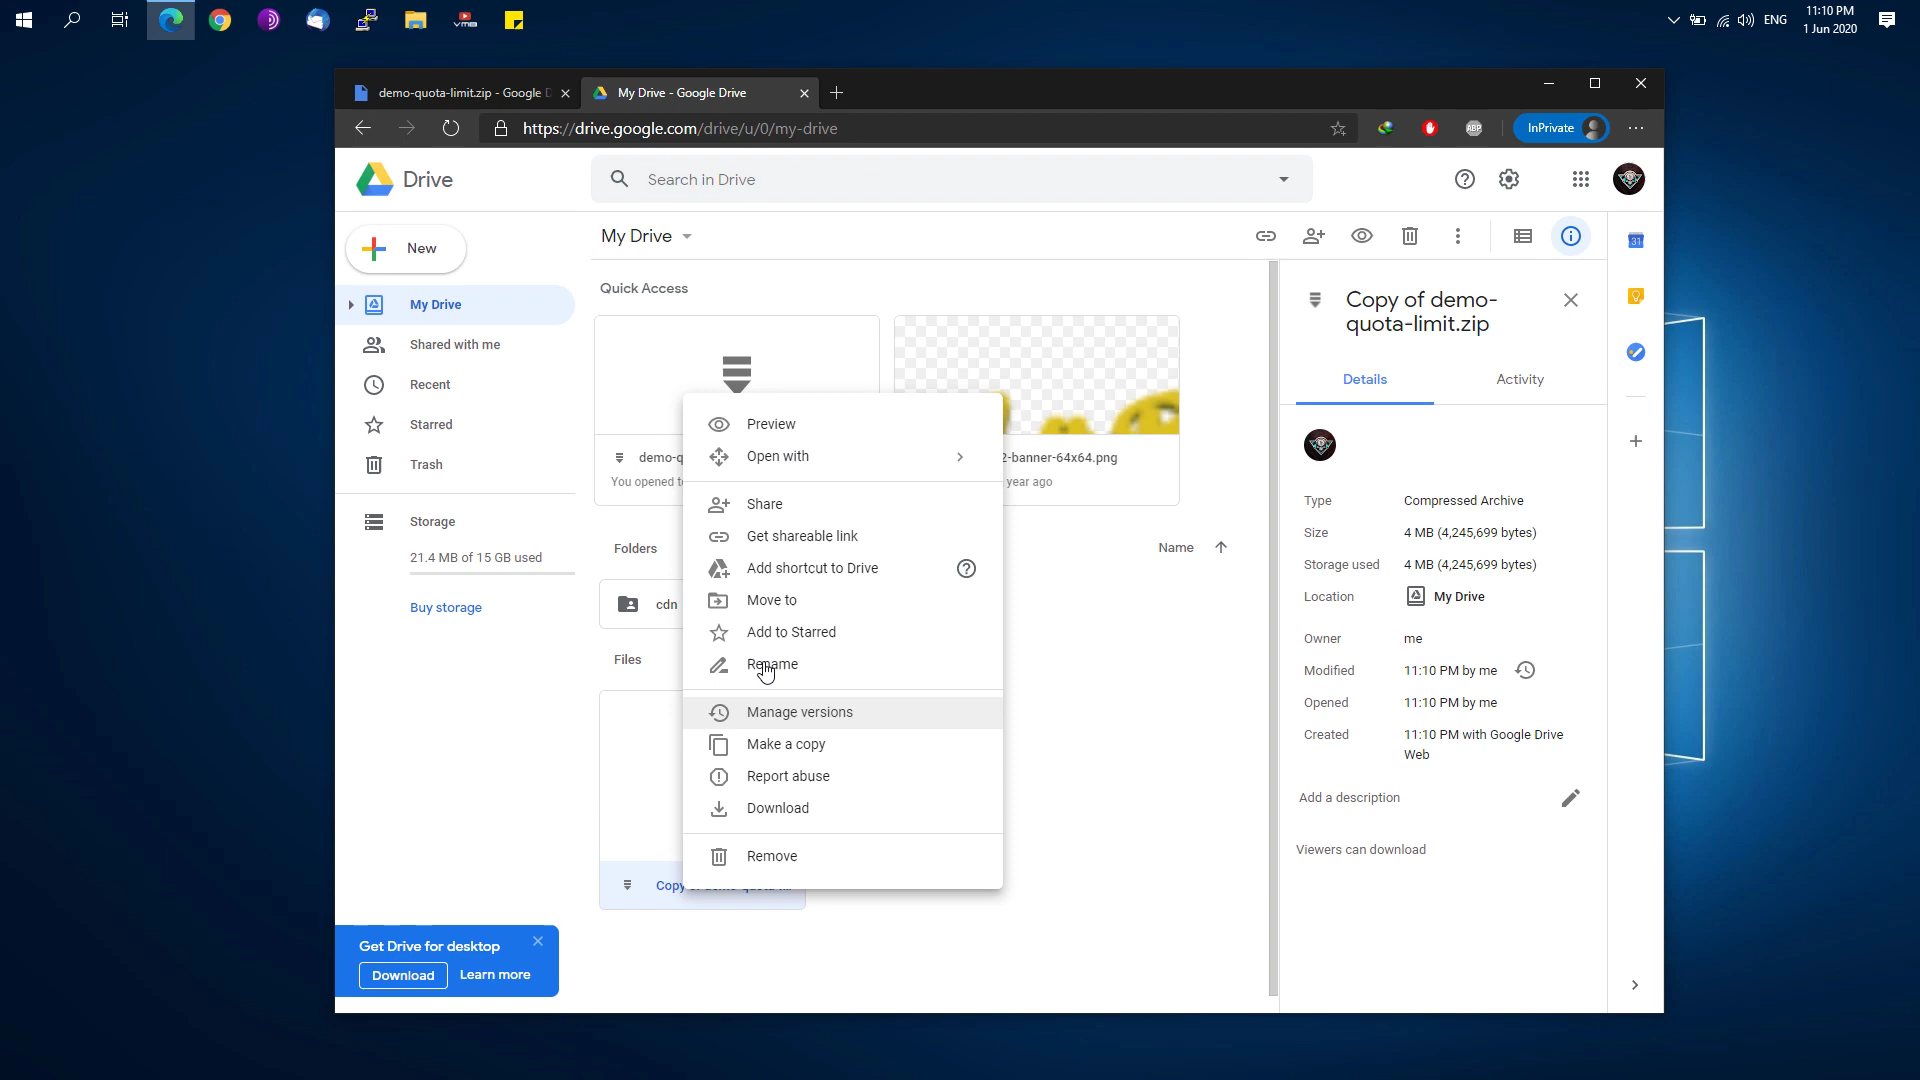 ENG
11:10 PM
1 Jun 2020
demo-quota-limit.zip - Google D
My Drive - Google Drive
https://drive.google.com/drive/u/0/my-drive
ABP
InPrivate
Drive
Search in Drive
New
My Drive
31
My Drive
Shared with me
Recent
Starred
Trash
Storage
21.4 MB of 15 GB used
Buy storage
Quick Access
demo-q
You opened t
2-banner-64x64.png
year ago
Folders
Name
cdn
Files
Copy of demo-quota-l...
Preview
Open with
Share
Get shareable link
Add shortcut to Drive
Move to
Add to Starred
Rename
Manage versions
Make a copy
Report abuse
Download
Remove
Copy of demo-
quota-limit.zip
Details
Activity
Type Compressed Archive
Size 4 MB (4,245,699 bytes)
Storage used 4 MB (4,245,699 bytes)
Location My Drive
Owner me
Modified 11:10 PM by me
Opened 11:10 PM by me
Created 11:10 PM with Google Drive
Web
Add a description
Viewers can download
Get Drive for desktop
Download Learn more